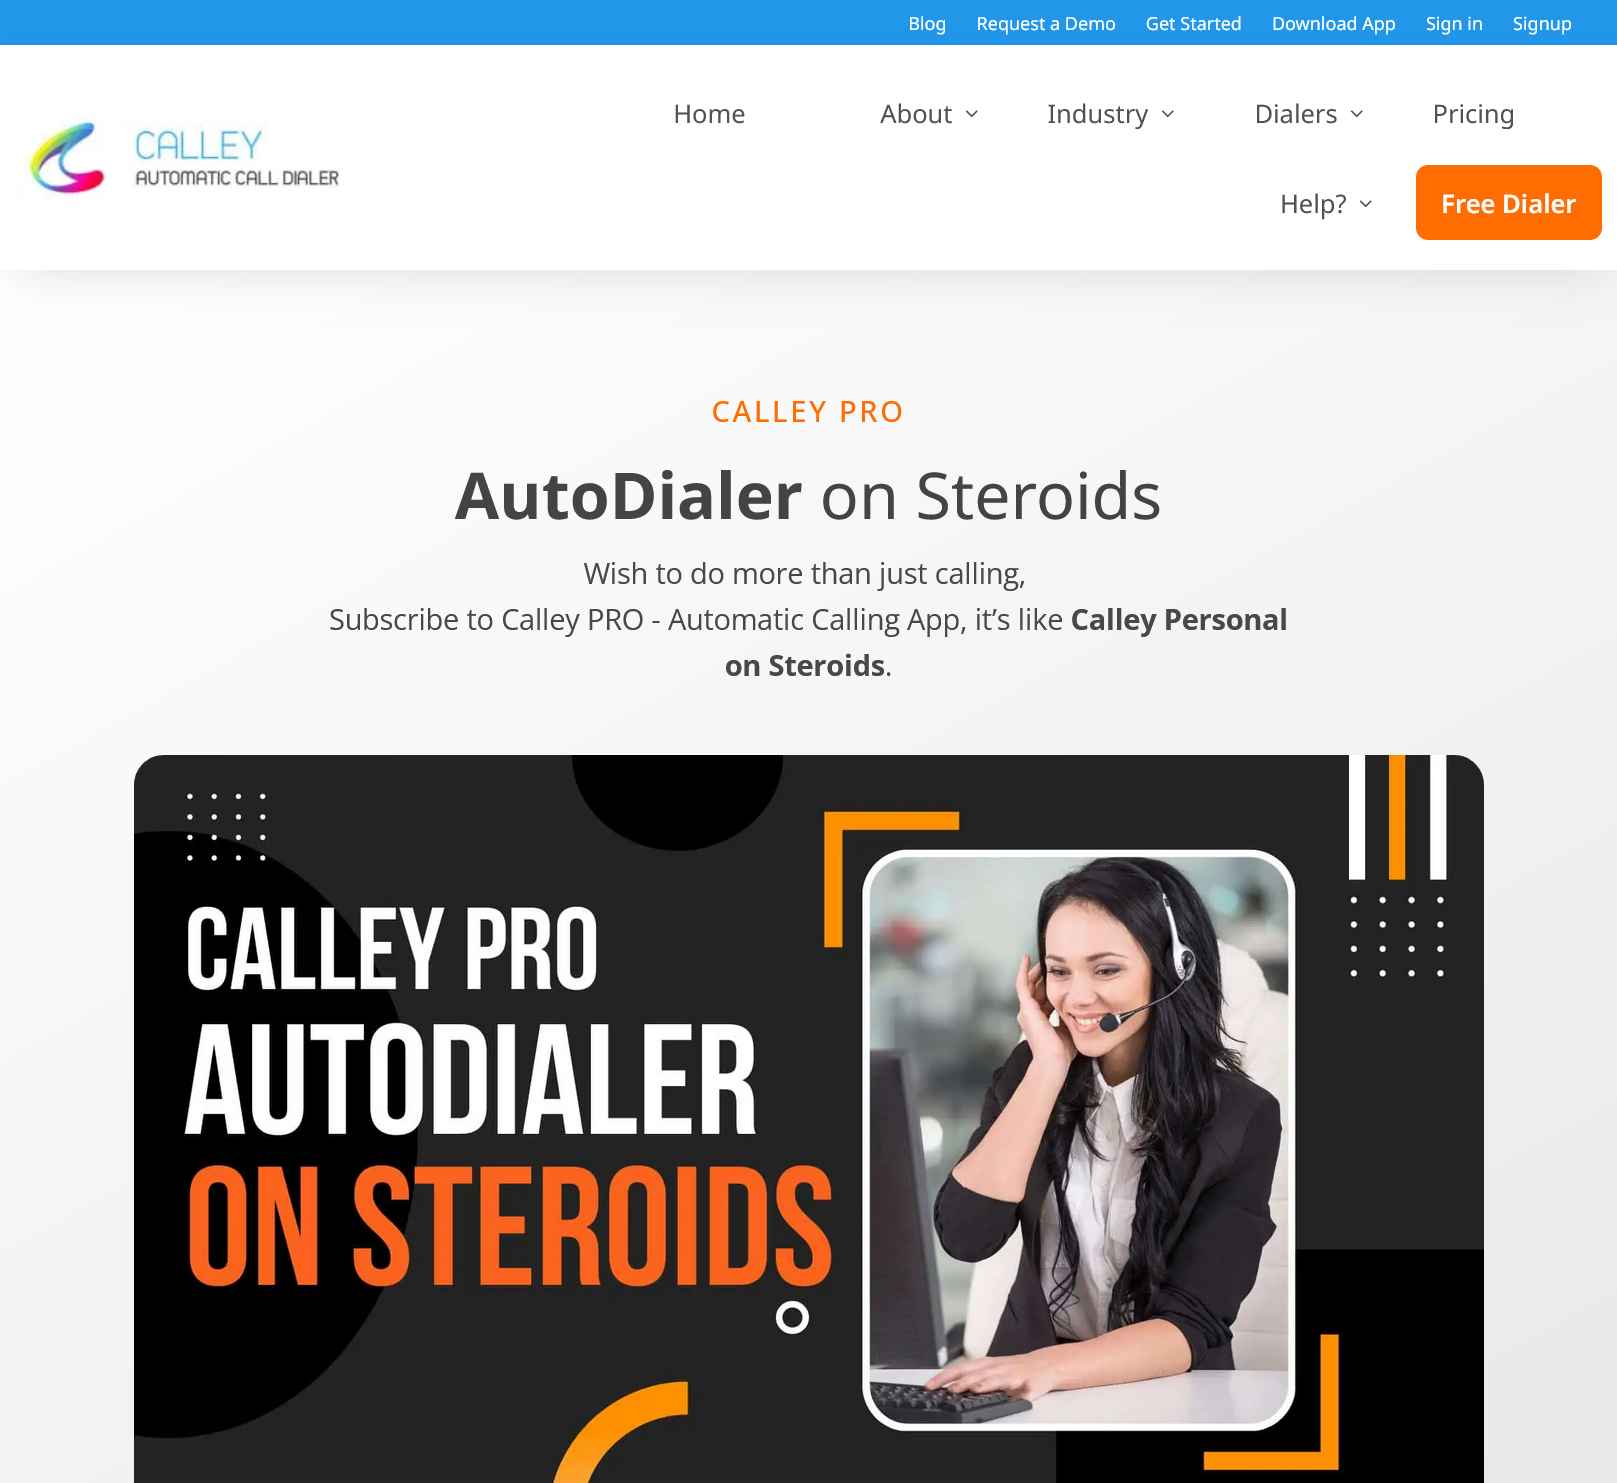 Blog Request a Demo Get Started Download App Sign in Signup
CALLEY
AUTOMATIC CALL DIALER
Home About Industry Dialers Pricing
Help? Free Dialer
CALLEY PRO
AutoDialer on Steroids
Wish to do more than just calling,
Subscribe to Calley PRO - Automatic Calling App, it’s like Calley Personal
on Steroids.
CALLEY PRO
AUTODIALER
ON STEROIDS